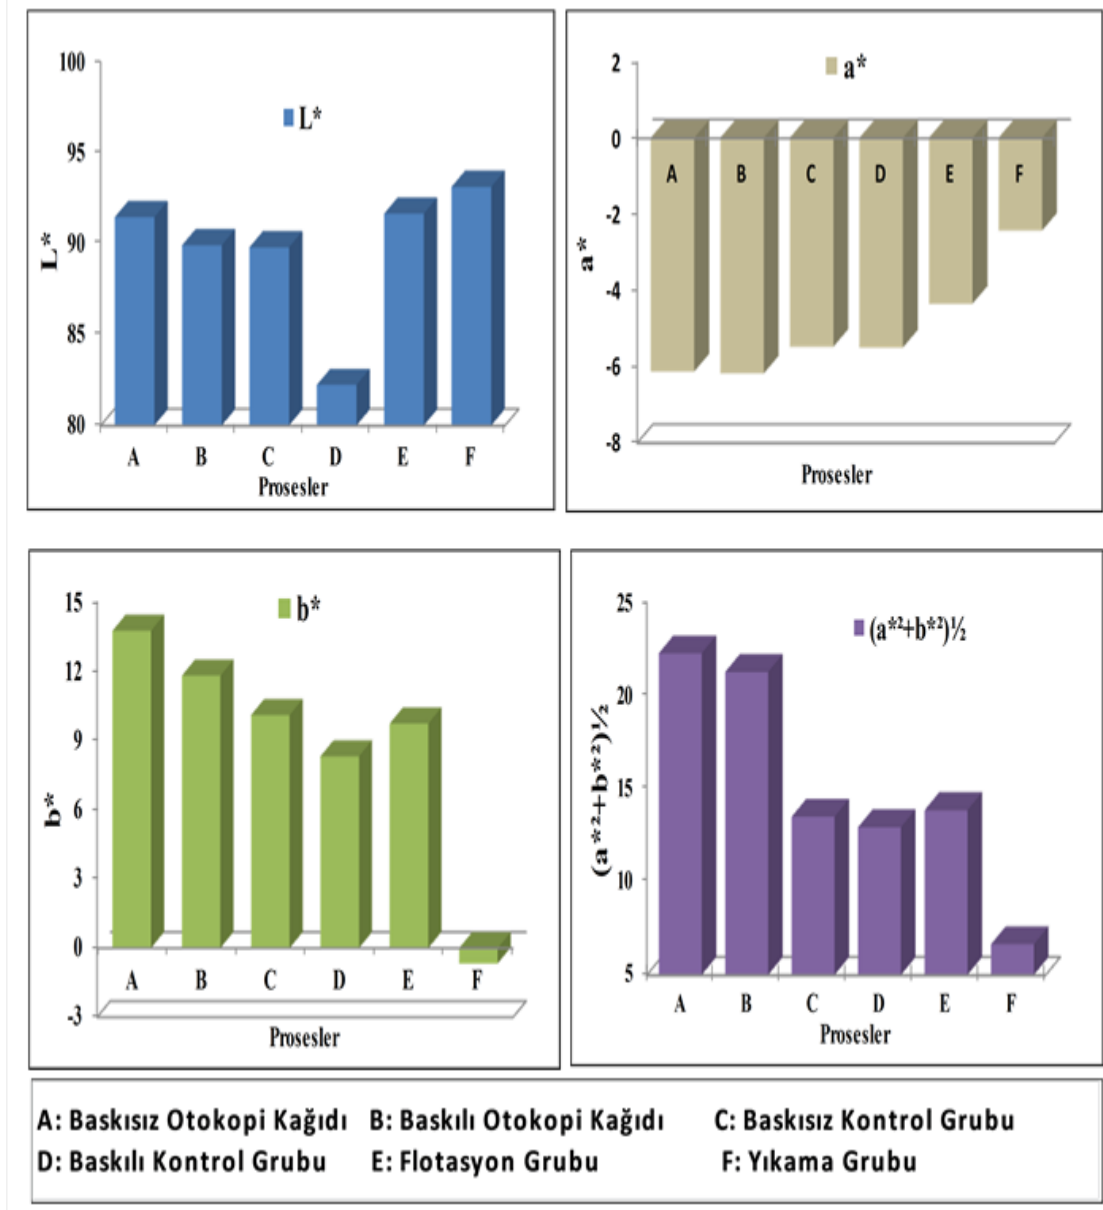 100
95
90
85
80
L*
L*
A B C D E F
Prosesler
2
0
-2
-4
-6
-8
a*
a*
A B C D E F
Prosesler
15
12
9
6
3
0
-3
b*
b*
A B C D E F
Prosesler
25
20
15
10
5
(a*²+b*²)½
(a*²+b*²)½
A B C D E F
Prosesler
A: Baskısız Otokopi Kağıdı B: Baskılı Otokopi Kağıdı C: Baskısız Kontrol Grubu
D: Baskılı Kontrol Grubu E: Flotasyon Grubu F: Yıkama Grubu